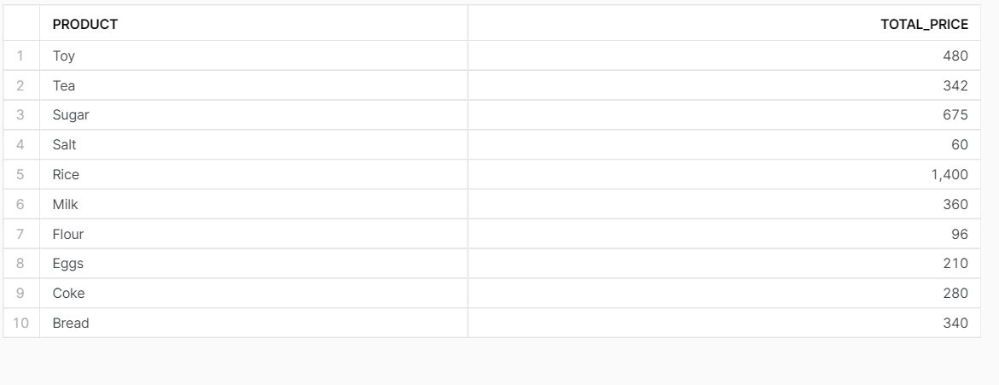 PRODUCT TOTAL_PRICE
1 Toy 480
2 Tea 342
3 Sugar 675
4 Salt 60
5 Rice 1,400
6 Milk 360
7 Flour 96
8 Eggs 210
9 Coke 280
10 Bread 340